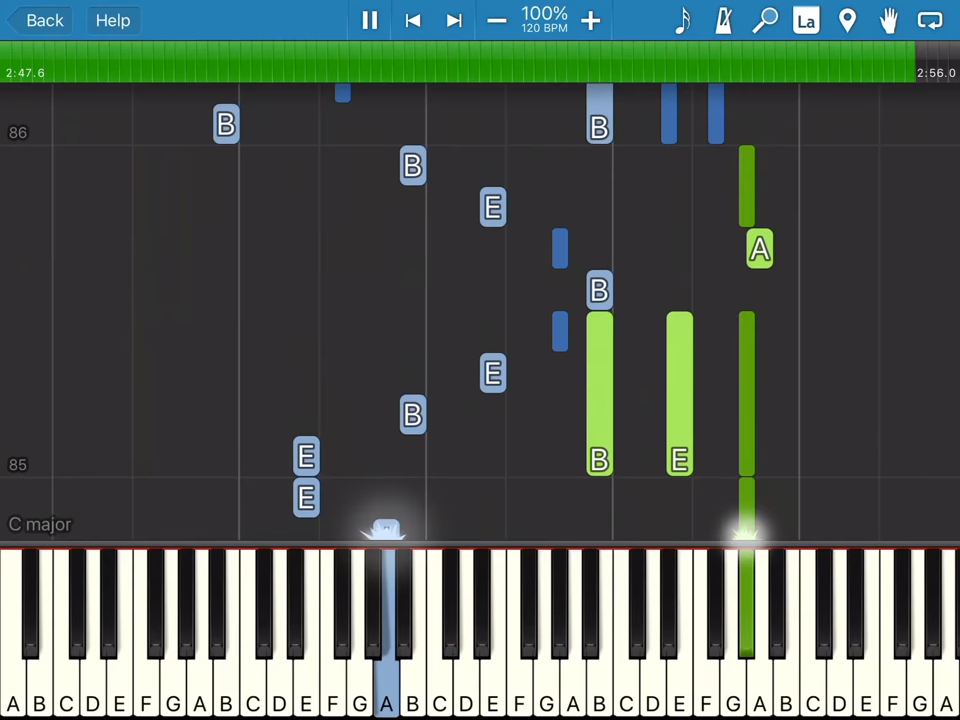 Back Help 100% La
120 BPM
2:47.6 2:56.0
86 B B
B
E
A
B
E
B
B E
85 E
E
C major
A B C D E F G A B C D E F G A B C D E F G A B C D E F G A B C D E F G A